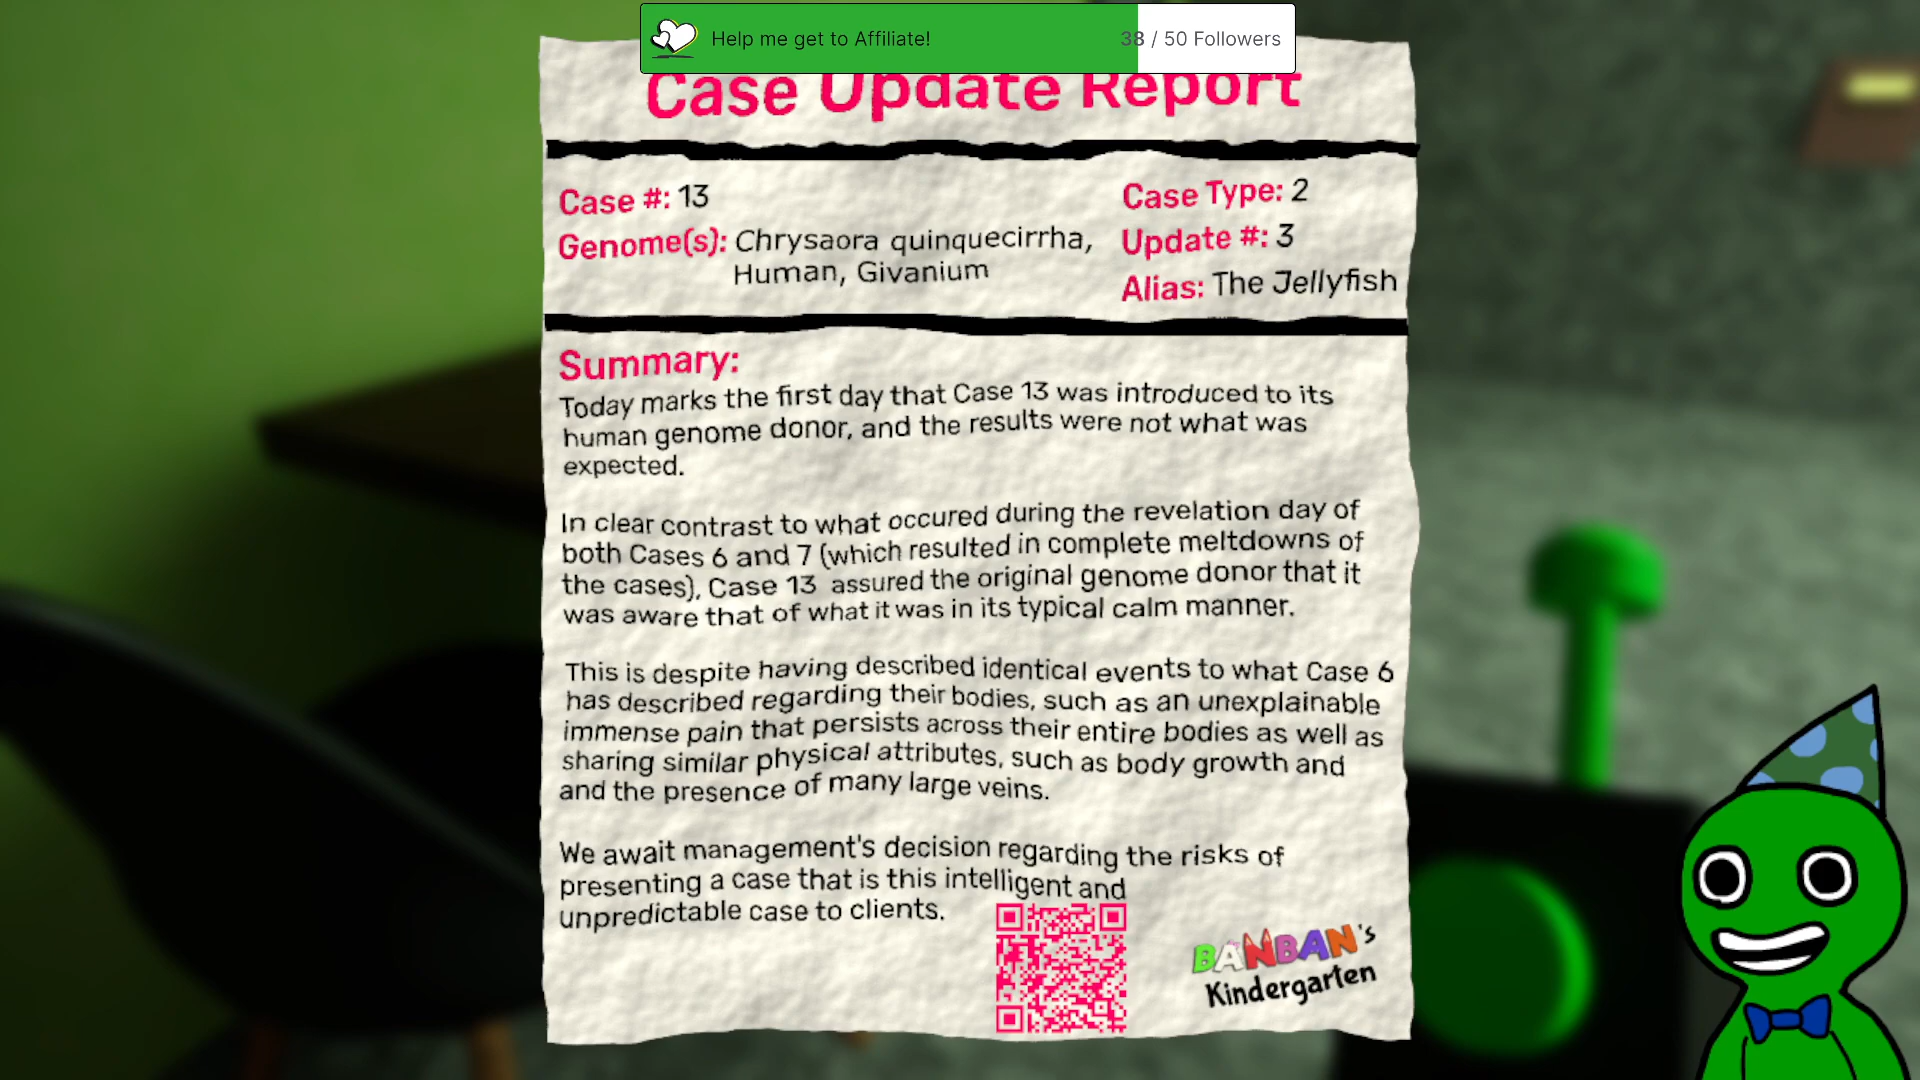 Help me get to Affiliate!
38 / 50 Followers
Case Update Report
Case #: 13
Case Type: 2
Genome(s): Chrysaora quinquecirrha,
Human, Givanium
Update #: 3
Alias: The Jellyfish
Summary:
Today marks the first day that Case 13 was introduced to its
human genome donor, and the results were not what was
expected.
In clear contrast to what occured during the revelation day of
both Cases 6 and 7 (which resulted in complete meltdowns of
the cases), Case 13 assured the original genome donor that it
was aware that of what it was in its typical calm manner.
This is despite having described identical events to what Case 6
has described regarding their bodies, such as an unexplainable
immense pain that persists across their entire bodies as well as
sharing similar physical attributes, such as body growth and
and the presence of many large veins.
We await management's decision regarding the risks of
presenting a case that is this intelligent and
unpredictable case to clients.
BANBAN's
Kindergarten